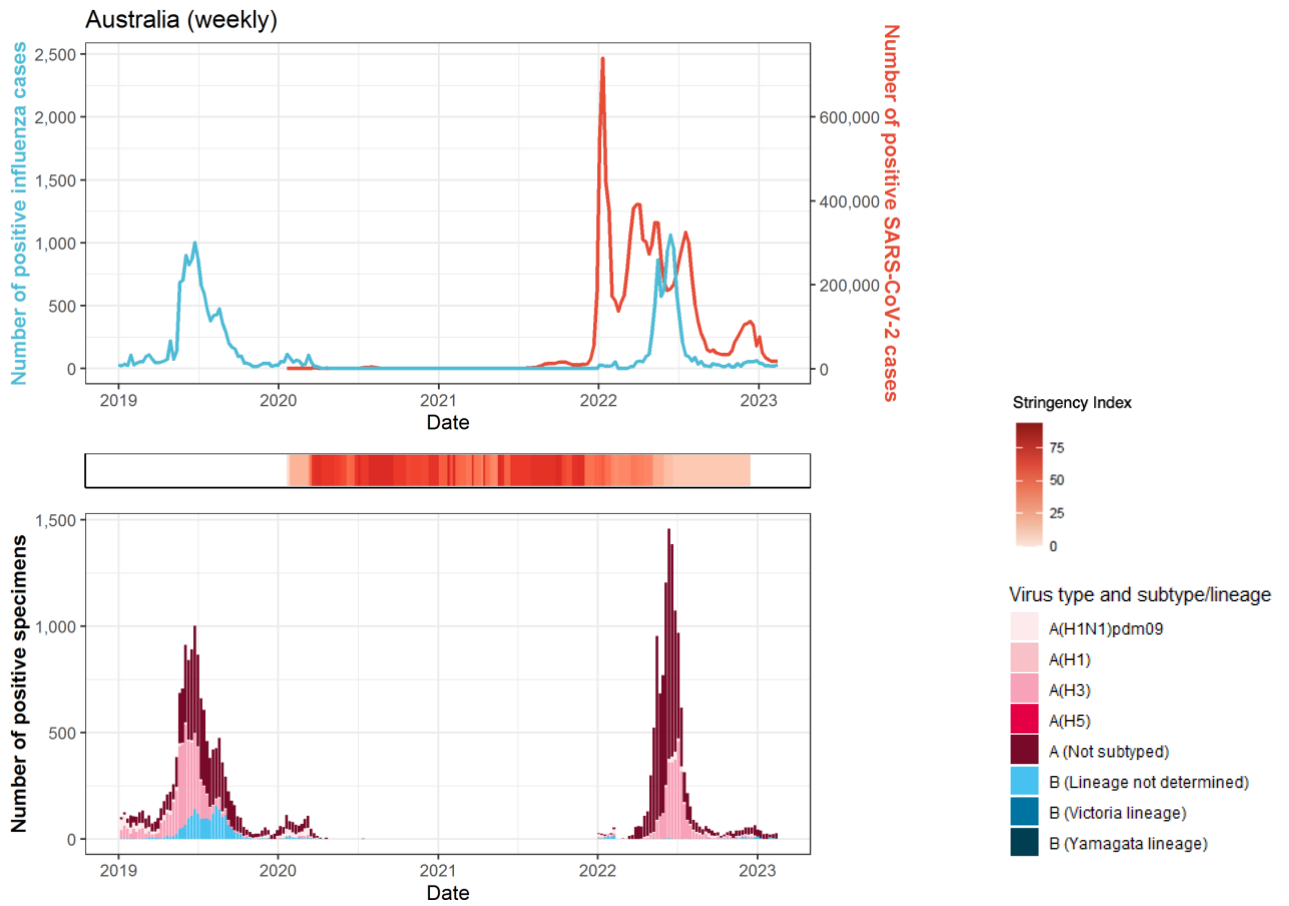 Australia (weekly)
Number of positive influenza cases
2,500
2,000
1,500
1,000
500
0
600,000
400,000
200,000
0
Number of positive SARS-CoV-2 cases
2019 2020 2021 2022 2023
Date
Stringency Index
75
50
25
0
Number of positive specimens
1,500
1,000
500
0
2019 2020 2021 2022 2023
Date
Virus type and subtype/lineage
A(H1N1)pdm09
A(H1)
A(H3)
A(H5)
A (Not subtyped)
B (Lineage not determined)
B (Victoria lineage)
B (Yamagata lineage)